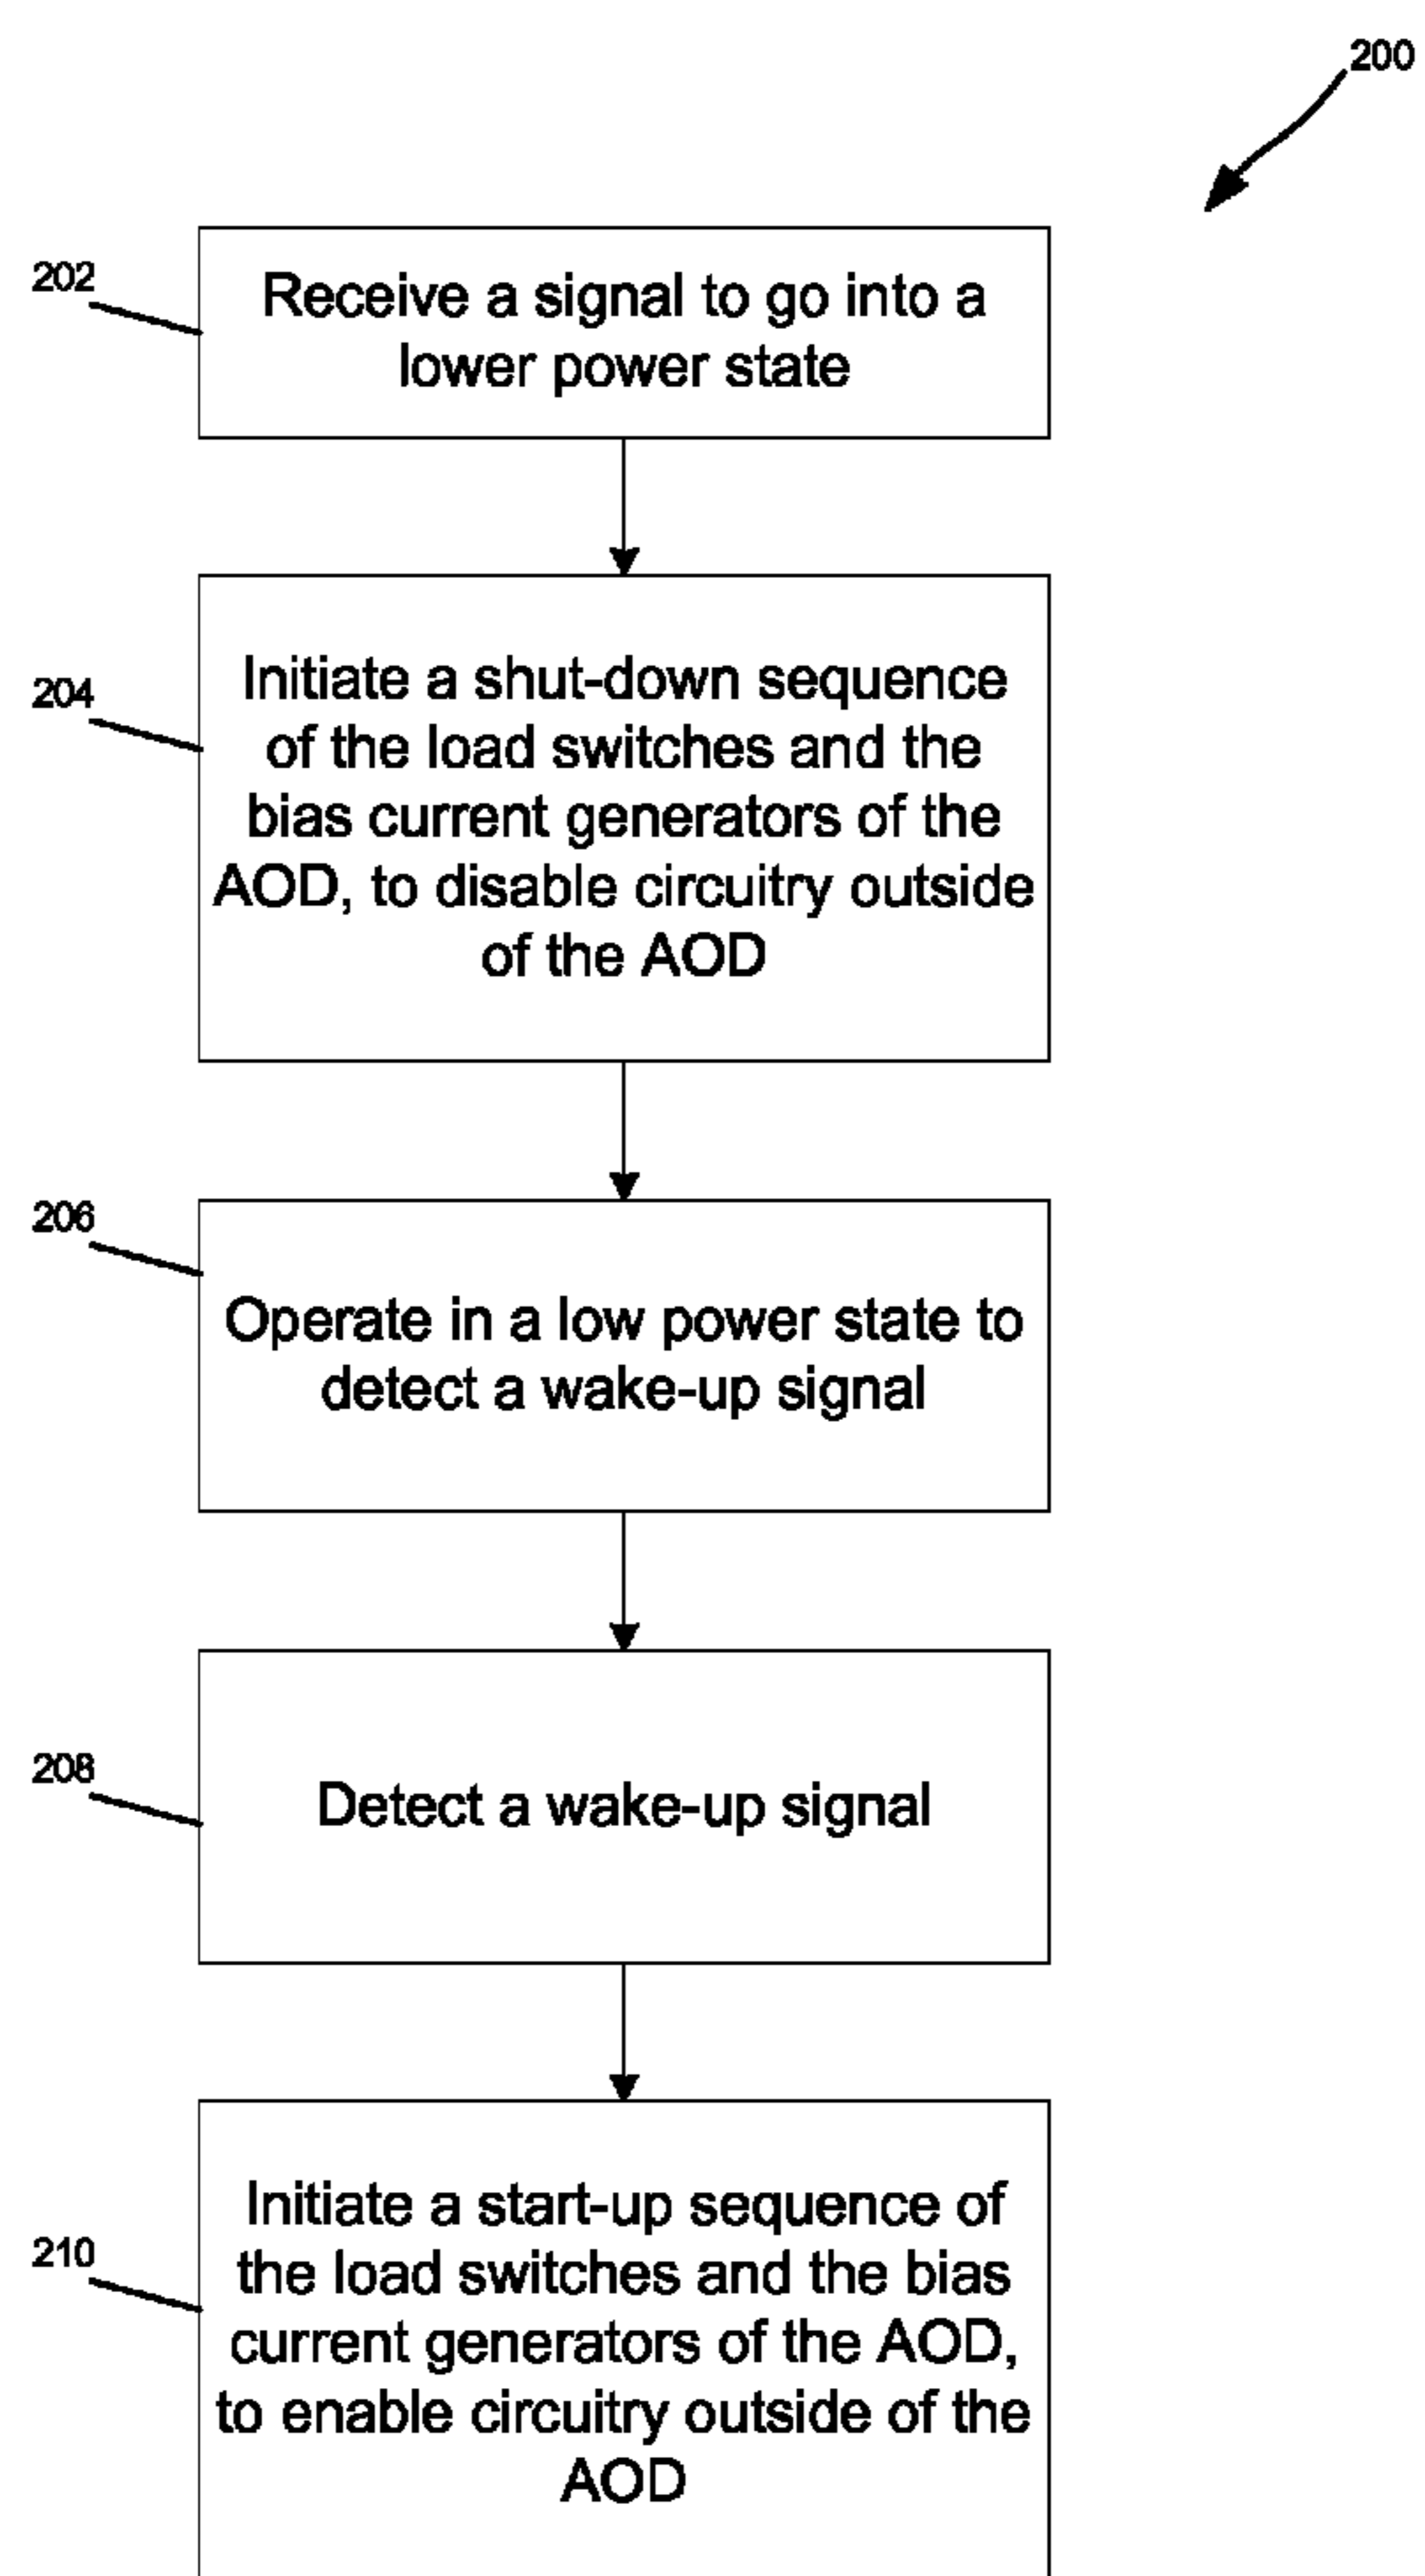 200
202
Receive a signal to go into a
lower power state
204
Initiate a shut-down sequence
of the load switches and the
bias current generators of the
AOD, to disable circuitry outside
of the AOD
206
Operate in a low power state to
detect a wake-up signal
208
Detect a wake-up signal
210
Initiate a start-up sequence of
the load switches and the bias
current generators of the AOD,
to enable circuitry outside of the
AOD